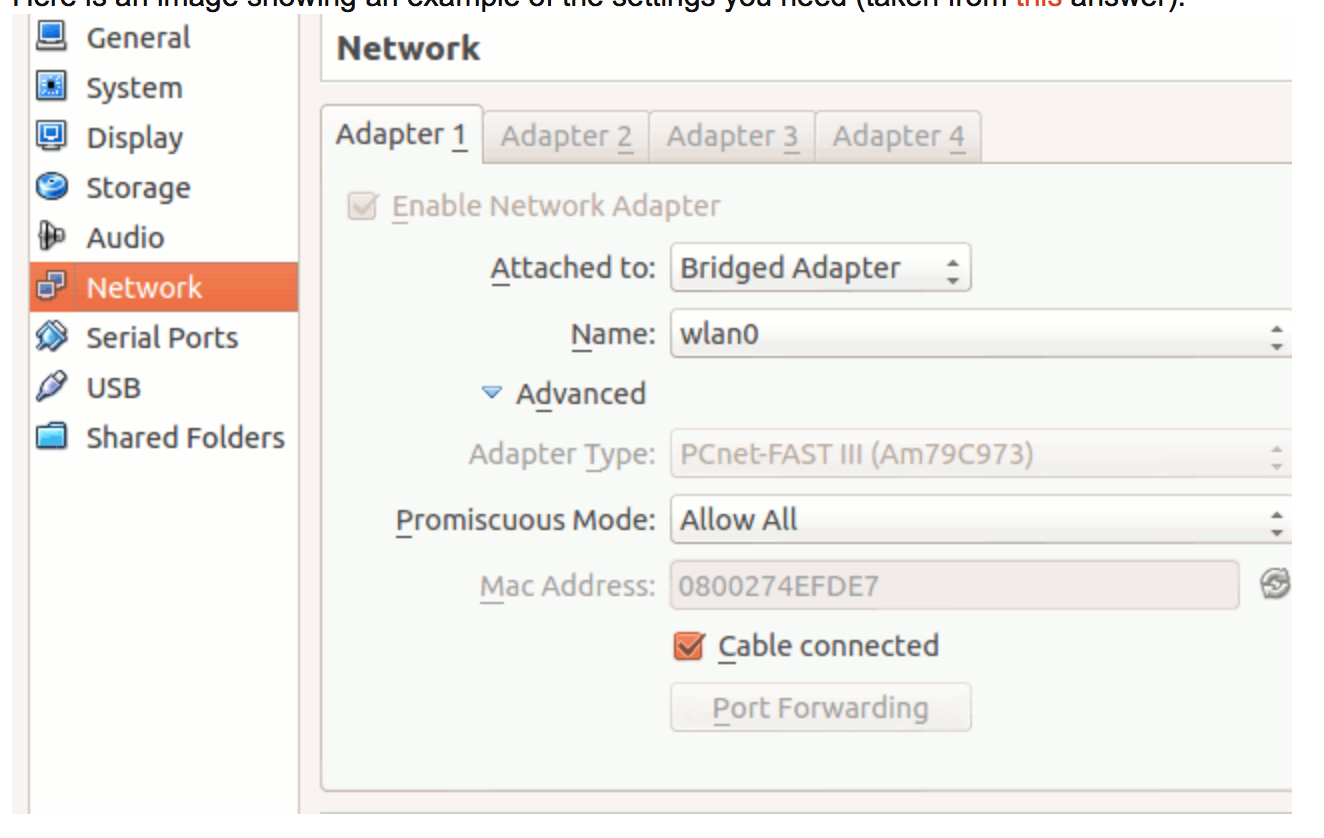 Here is an image showing an example of the settings you need (taken from this answer).
General
System
Display
Storage
Audio
Network
Serial Ports
USB
Shared Folders
Network
Adapter 1 Adapter 2 Adapter 3 Adapter 4
Enable Network Adapter
Attached to: Bridged Adapter
Name: wlan0
Advanced
Adapter Type: PCnet-FAST III (Am79C973)
Promiscuous Mode: Allow All
Mac Address: 0800274EFDE7
Cable connected
Port Forwarding